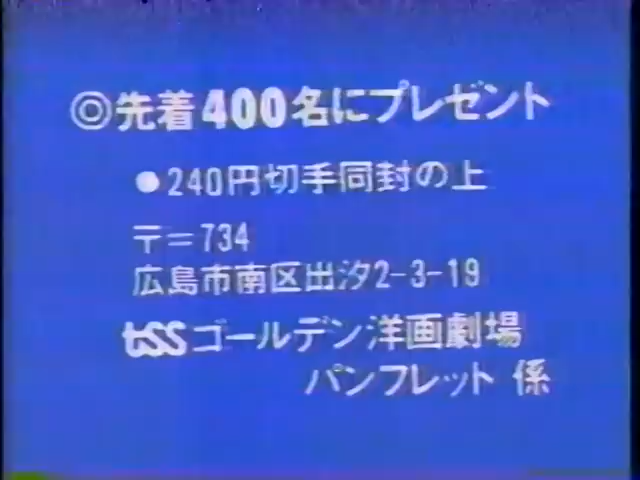 ◎先着400名にプレゼント
●240円切手同封の上
〒=734
広島市南区出汐2-3-19
tSSゴールデン洋画劇場
パンフレット 係